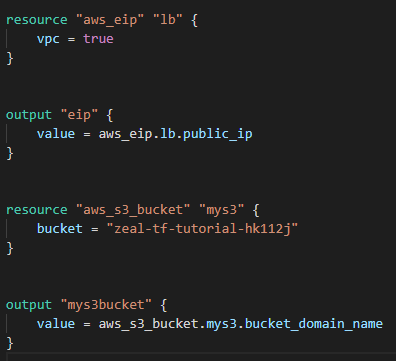 resource "aws_eip" "lb" {
    vpc = true
}
output "eip" {
    value = aws_eip.lb.public_ip
}
resource "aws_s3_bucket" "mys3" {
    bucket = "zeal-tf-tutorial-hk112j"
}
output "mys3bucket" {
    value = aws_s3_bucket.mys3.bucket_domain_name
}